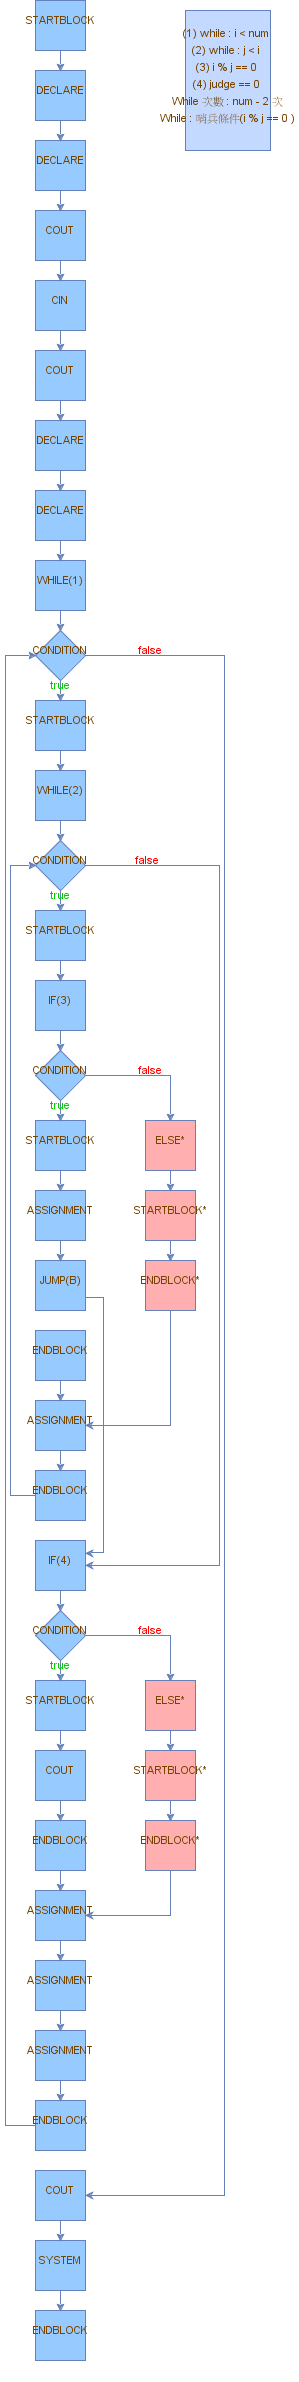 STARTBLOCK
(1) while : i < num
(2) while : j < i
(3) i % j == 0
(4) judge == 0
While 次數 : num - 2 次
While : 哨兵條件(i % j == 0 )
DECLARE
DECLARE
COUT
CIN
COUT
DECLARE
DECLARE
WHILE(1)
CONDITION
false
true
STARTBLOCK
WHILE(2)
CONDITION
false
true
STARTBLOCK
IF(3)
CONDITION
false
true
STARTBLOCK
ELSE*
ASSIGNMENT
STARTBLOCK*
JUMP(B)
ENDBLOCK*
ENDBLOCK
ASSIGNMENT
ENDBLOCK
IF(4)
CONDITION
false
true
STARTBLOCK
ELSE*
COUT
STARTBLOCK*
ENDBLOCK
ENDBLOCK*
ASSIGNMENT
ASSIGNMENT
ASSIGNMENT
ENDBLOCK
COUT
SYSTEM
ENDBLOCK